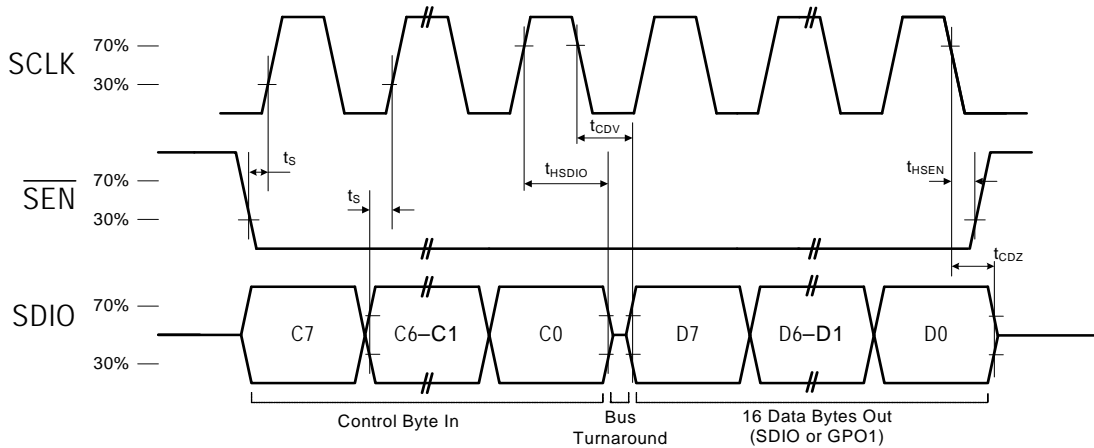 SCLK
70%
30%
tCDV
tHSDIO
tS
tS
tHSEN
SEN
70%
30%
tCDZ
SDIO
70%
30%
C7
C6–C1
C0
D7
D6–D1
D0
Control Byte In
Bus
Turnaround
16 Data Bytes Out
(SDIO or GPO1)